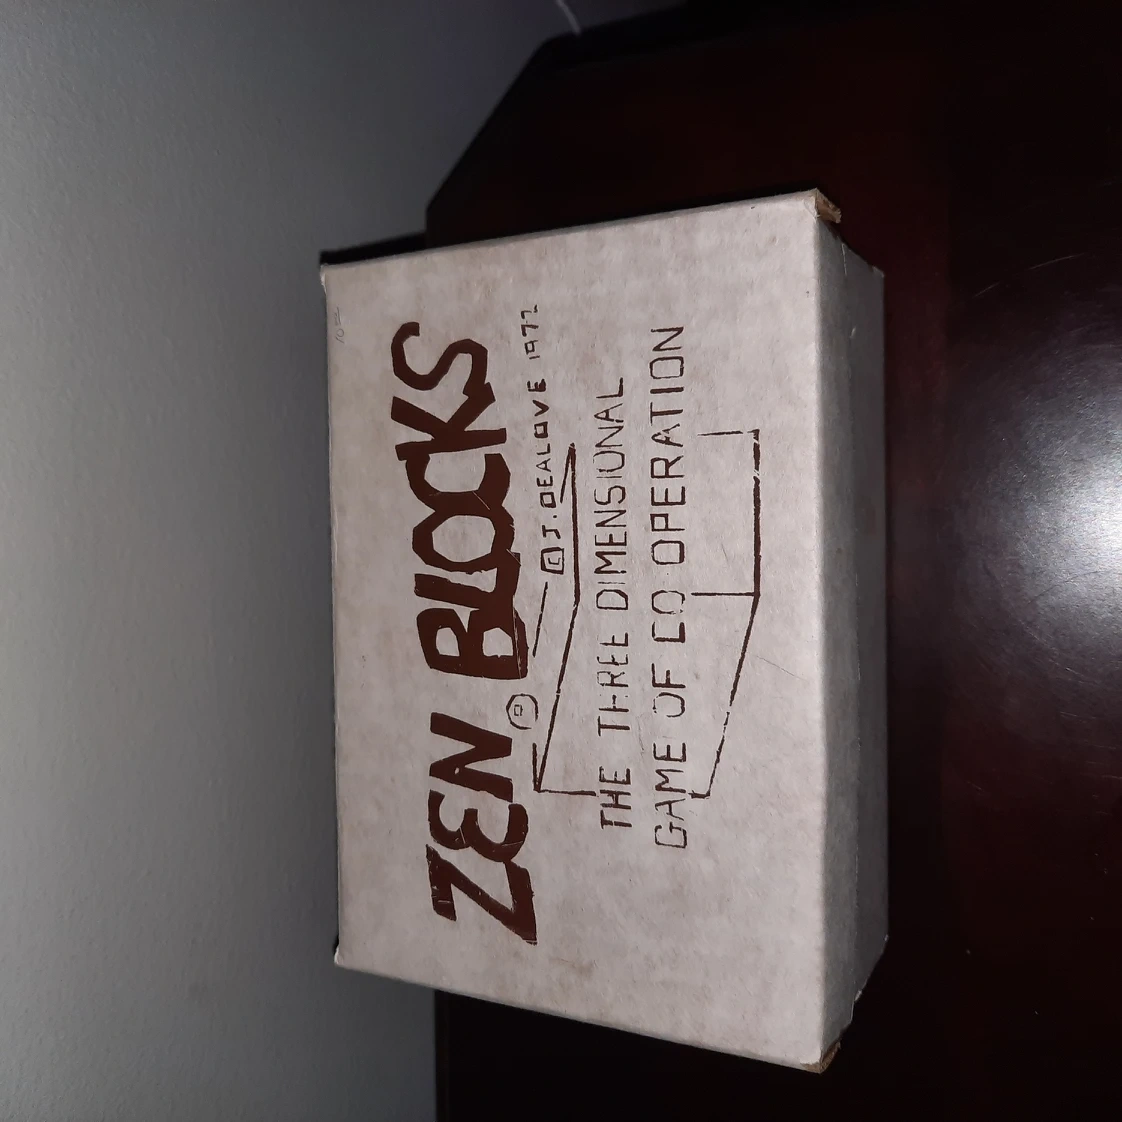 ZEN BLOCKS
R
© J. DEALOVE 1972
THE THREE DIMENSIONAL
GAME OF CO OPERATION